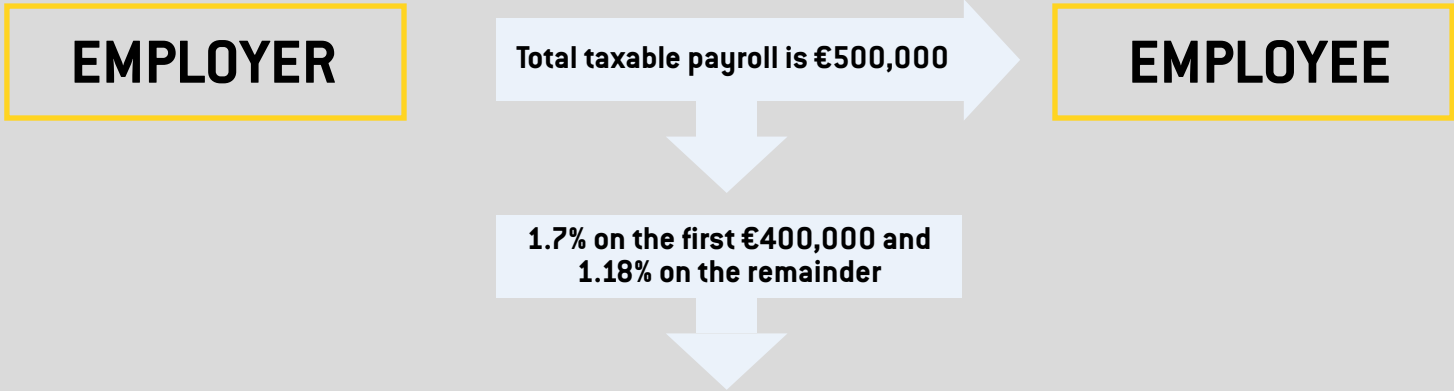 EMPLOYER
Total taxable payroll is €500,000
EMPLOYEE
1.7% on the first €400,000 and
1.18% on the remainder